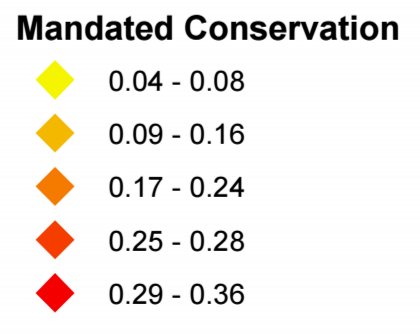 Mandated Conservation
0.04 - 0.08
0.09 - 0.16
0.17 - 0.24
0.25 - 0.28
0.29 - 0.36